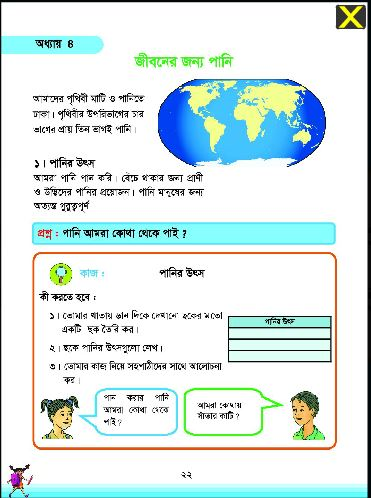 অধ্যায় ৪
জীবনের জন্য পানি
আমাদের পৃথিবী মাটি ও পানিতে
ঢাকা। পৃথিবীর উপরিভাগের চার
ভাগের প্রায় তিন ভাগই পানি।
১। পানির উৎস
আমরা পানি পান করি। বেঁচে থাকার জন্য প্রাণী
ও উদ্ভিদের পানির প্রয়োজন। পানি মানুষের জন্য
অত্যন্ত গুরুত্বপূর্ণ
প্রশ্ন : পানি আমরা কোথা থেকে পাই ?
কাজ : পানির উৎস
কী করতে হবে :
১। তোমার খাতায় ডান দিকে দেখানো ছকের মতো
একটি ছক তৈরি কর।
পানির উৎস
২। ছকে পানির উৎসগুলো লেখ।
৩। তোমার কাজ নিয়ে সহপাঠীদের সাথে আলোচনা
কর।
পান করার পানি
আমরা কোথা থেকে
পাই?
আমরা কোথায়
সাঁতার কাটি ?
২২